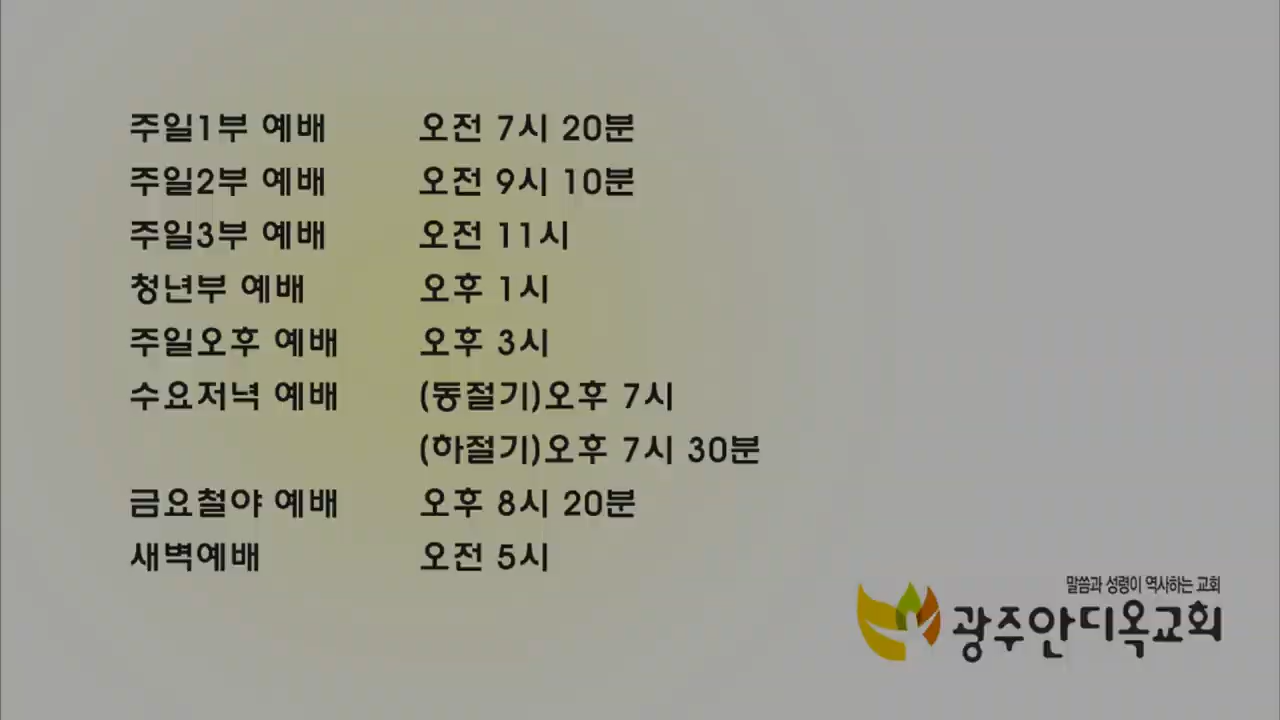 주일1부 예배 오전 7시 20분
주일2부 예배 오전 9시 10분
주일3부 예배 오전 11시
청년부 예배 오후 1시
주일오후 예배 오후 3시
수요저녁 예배 (동절기)오후 7시
(하절기)오후 7시 30분
금요철야 예배 오후 8시 20분
새벽예배 오전 5시
말씀과 성령이 역사하는 교회
광주안디옥교회